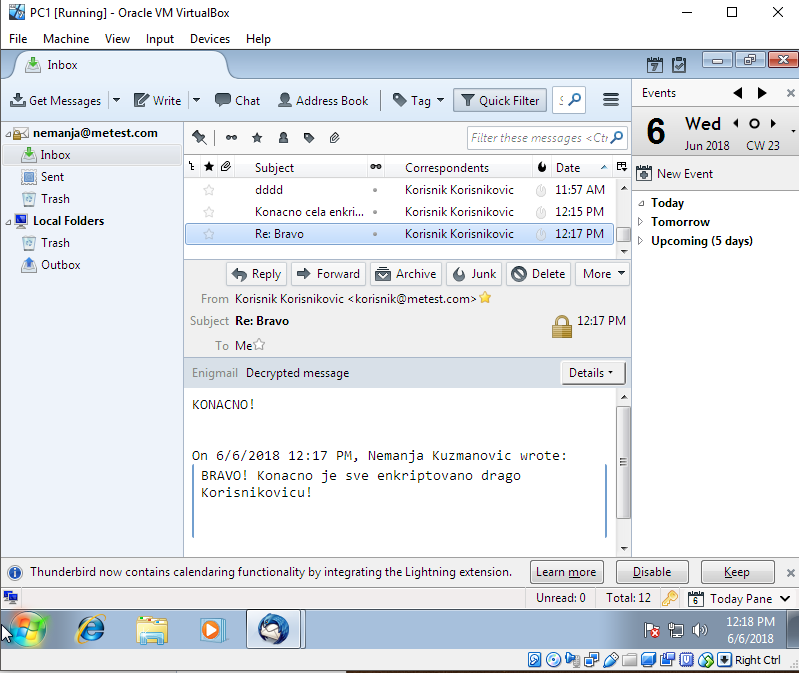 PC1 [Running] - Oracle VM VirtualBox
File Machine View Input Devices Help
Inbox
Get Messages Write Chat Address Book Tag Quick Filter
Events
6 Wed
Jun 2018 CW 23
New Event
Today
Tomorrow
Upcoming (5 days)
nemanja@metest.com
Inbox
Sent
Trash
Local Folders
Trash
Outbox
Filter these messages <Ctr
Subject Correspondents Date
dddd Korisnik Korisnikovic 11:57 AM
Konacno cela enkri... Korisnik Korisnikovic 12:15 PM
Re: Bravo Korisnik Korisnikovic 12:17 PM
Reply Forward Archive Junk Delete More
From Korisnik Korisnikovic <korisnik@metest.com>
Subject Re: Bravo 12:17 PM
To Me
Enigmail Decrypted message Details
KONACNO!
On 6/6/2018 12:17 PM, Nemanja Kuzmanovic wrote:
BRAVO! Konacno je sve enkriptovano drago
Korisnikovicu!
Thunderbird now contains calendaring functionality by integrating the Lightning extension. Learn more Disable Keep
Unread: 0 Total: 12 6 Today Pane
12:18 PM
6/6/2018
Right Ctrl